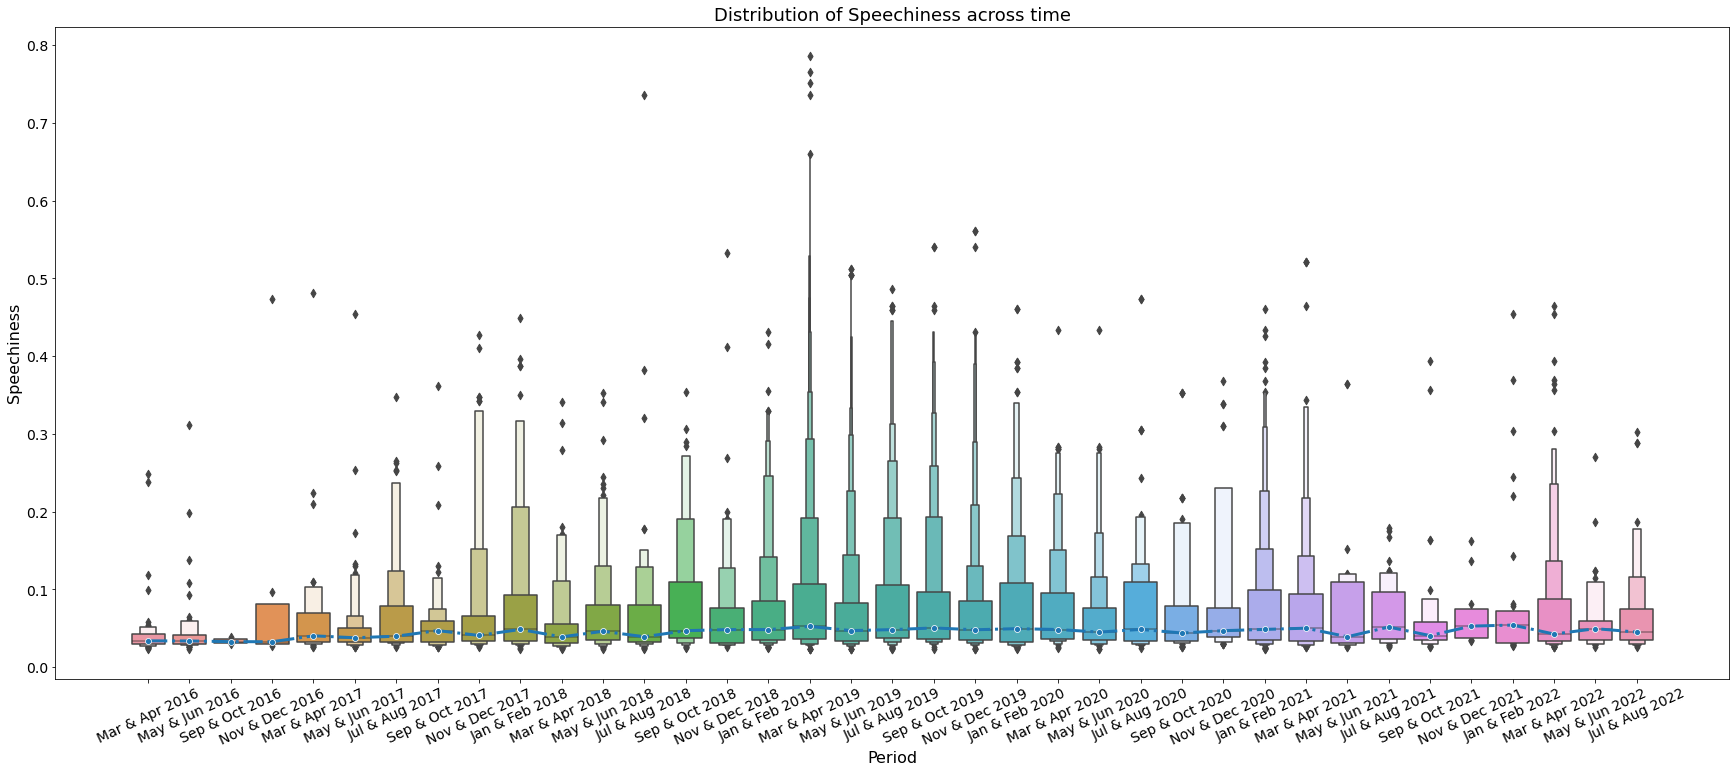 Distribution of Speechiness across time
Speechiness
0.8
0.7
0.6
0.5
0.4
0.3
0.2
0.1
0.0
Mar & Apr 2016
May & Jun 2016
Sep & Oct 2016
Nov & Dec 2016
Mar & Apr 2017
May & Jun 2017
Jul & Aug 2017
Sep & Oct 2017
Nov & Dec 2017
Jan & Feb 2018
Mar & Apr 2018
May & Jun 2018
Jul & Aug 2018
Sep & Oct 2018
Nov & Dec 2018
Jan & Feb 2019
Mar & Apr 2019
May & Jun 2019
Jul & Aug 2019
Sep & Oct 2019
Nov & Dec 2019
Jan & Feb 2020
Mar & Apr 2020
May & Jun 2020
Jul & Aug 2020
Sep & Oct 2020
Nov & Dec 2020
Jan & Feb 2021
Mar & Apr 2021
May & Jun 2021
Jul & Aug 2021
Sep & Oct 2021
Nov & Dec 2021
Jan & Feb 2022
Mar & Apr 2022
May & Jun 2022
Jul & Aug 2022
Period